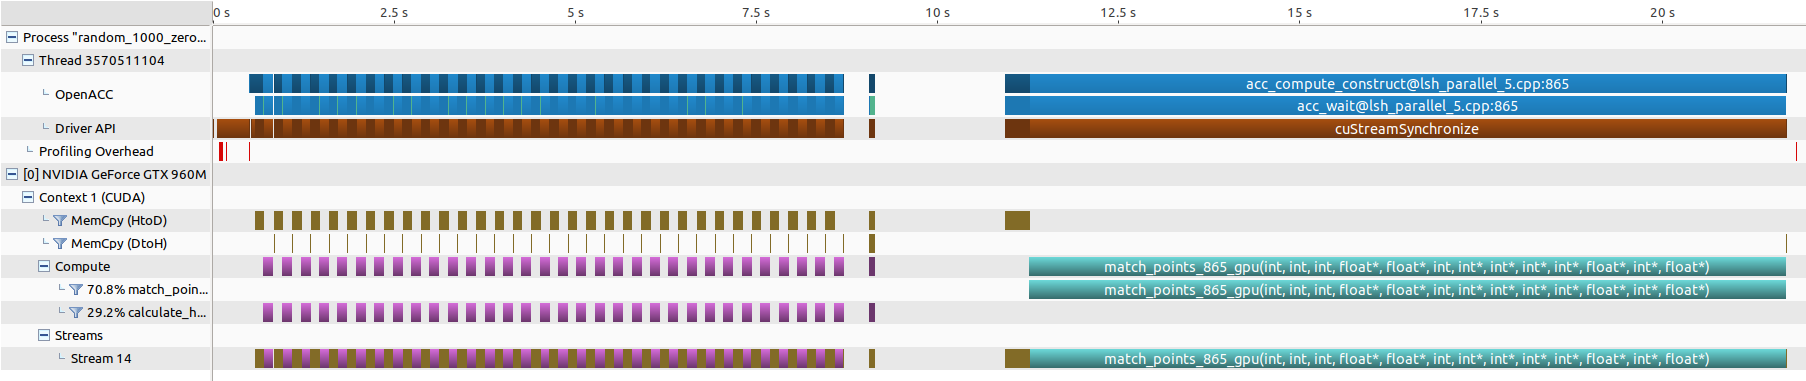 0 s 2.5 s 5 s 7.5 s 10 s 12.5 s 15 s 17.5 s 20 s
Process "random_1000_zero...
Thread 3570511104
OpenACC
acc_compute_construct@lsh_parallel_5.cpp:865
acc_wait@lsh_parallel_5.cpp:865
Driver API cuStreamSynchronize
Profiling Overhead
[0] NVIDIA GeForce GTX 960M
Context 1 (CUDA)
MemCpy (HtoD)
MemCpy (DtoH)
Compute match_points_865_gpu(int, int, int, float*, float*, int, int*, int*, int*, int*, float*, int*, float*)
70.8% match_poin... match_points_865_gpu(int, int, int, float*, float*, int, int*, int*, int*, int*, float*, int*, float*)
29.2% calculate_h...
Streams
Stream 14 match_points_865_gpu(int, int, int, float*, float*, int, int*, int*, int*, int*, float*, int*, float*)